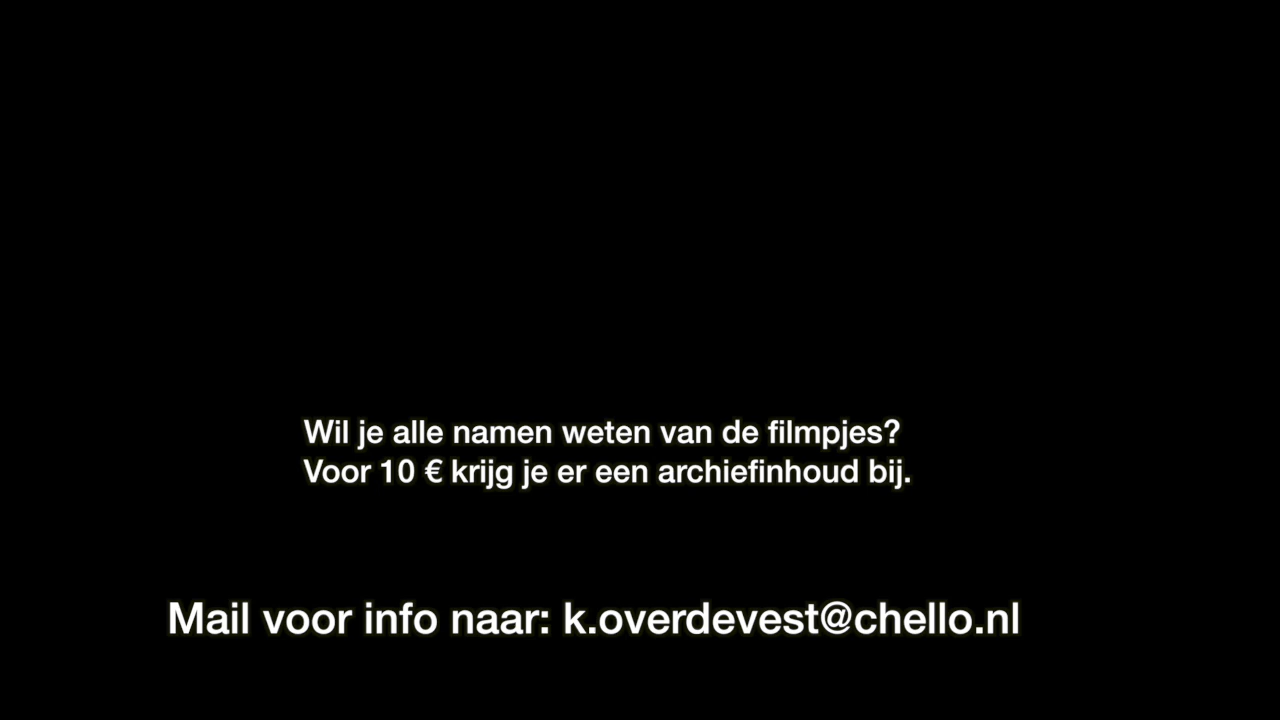 Wil je alle namen weten van de filmpjes?
Voor 10 € krijg je er een archiefinhoud bij.
Mail voor info naar: k.overdevest@chello.nl